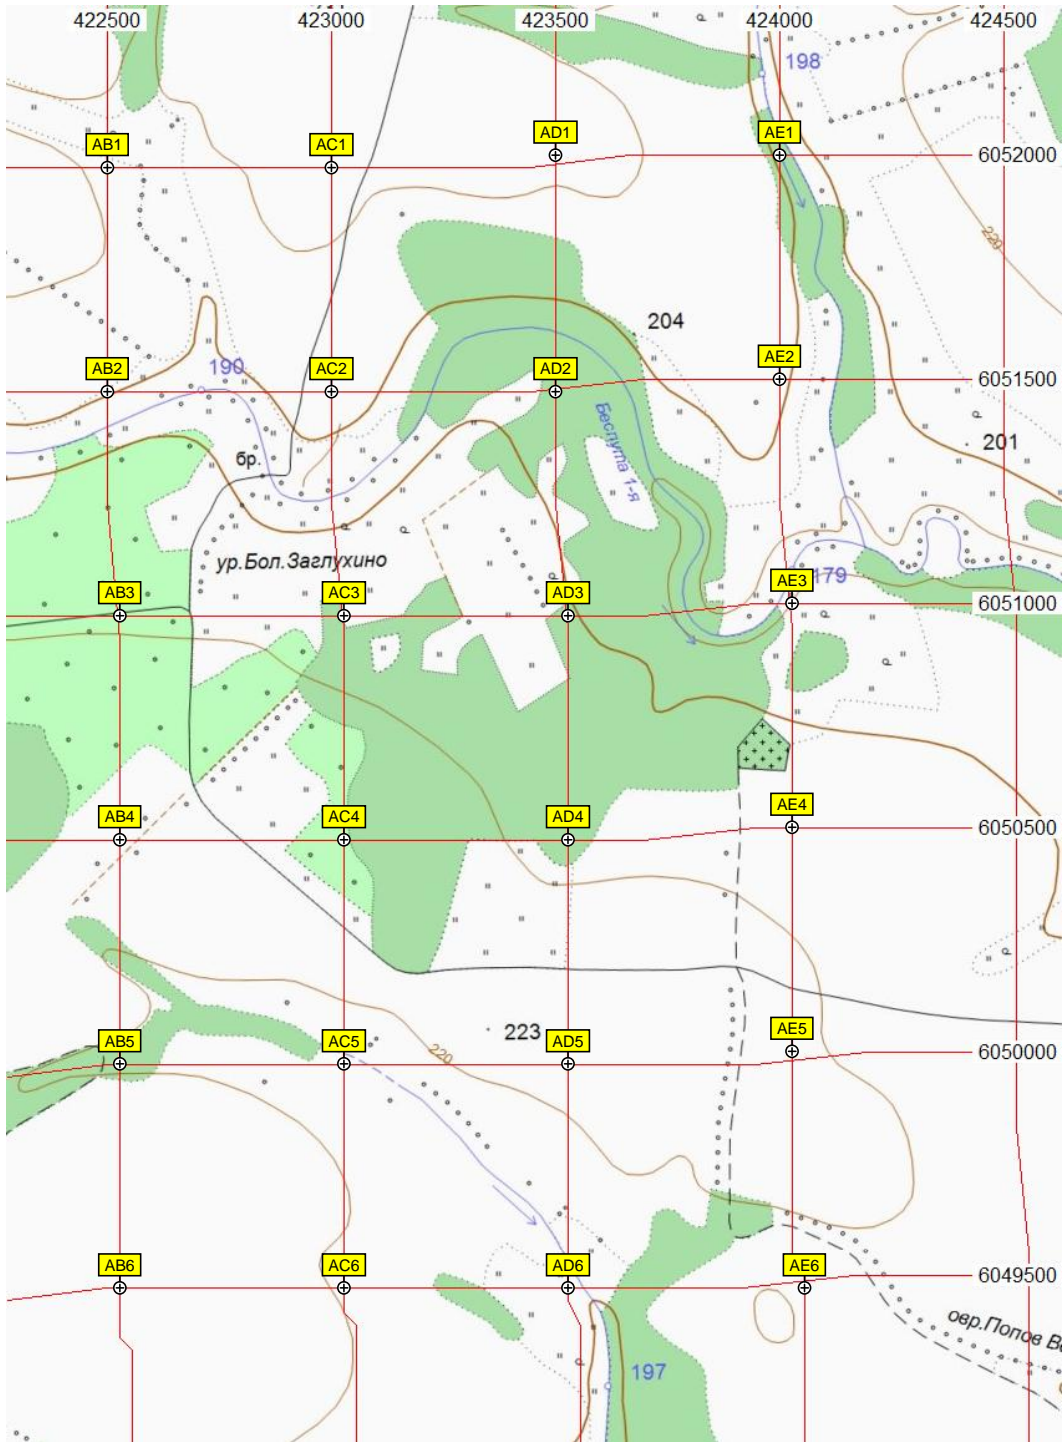 422500 423000 423500 424000 424500
198
AB1 AC1 AD1 AE1
6052000
220
204
190
AB2 AC2 AD2 AE2
6051500
Беспута 1-я
201
бр.
ур.Бол.Заглухино
179
AB3 AC3 AD3 AE3
6051000
AB4 AC4 AD4 AE4
6050500
223
220
AB5 AC5 AD5 AE5
6050000
AB6 AC6 AD6 AE6
6049500
овр.Попов
197